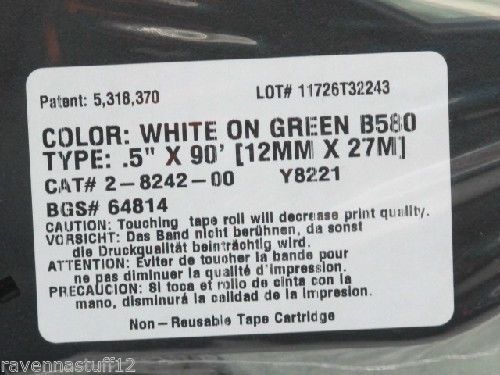 Patent: 5,318,370 LOT# 11726T32243
COLOR: WHITE ON GREEN B580
TYPE: .5" X 90' [12MM X 27M]
CAT# 2-8242-00 Y8221
BGS# 64814
CAUTION: Touching tape roll will decrease print quality.
VORSICHT: Das Band nicht berühnen, da sonst
die Druckqualität beinträchtig wird.
ATTENTION: Eviter de toucher la bande pour
ne pas diminuer la qualité d'impression.
PRECAUCION: Si toca et rollo de cinta con la
mano, disminurá la calidad de la impresion.
Non-Reusable Tape Cartridge
ravennastuff12